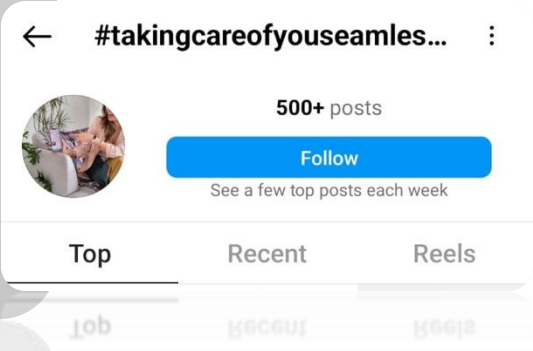 #takingcareofyouseamles...
500+ posts
Follow
See a few top posts each week
Top Recent Reels